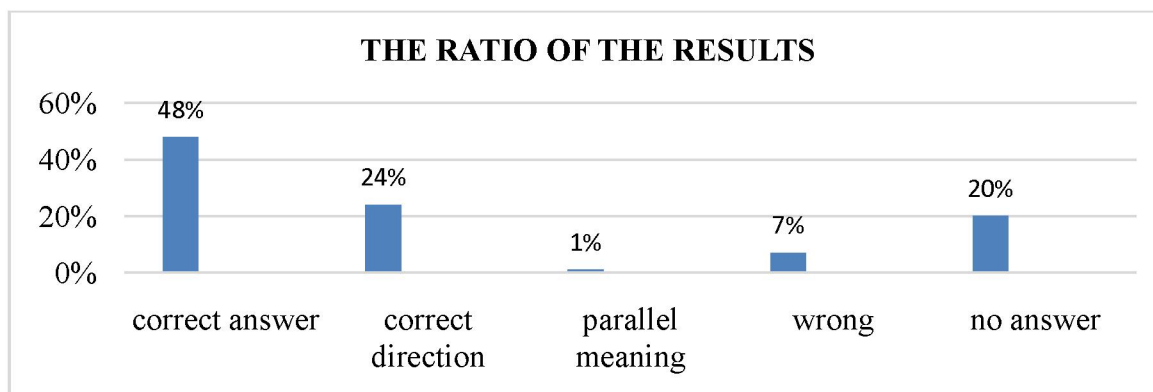 THE RATIO OF THE RESULTS
60%
40%
20%
0%
48%
24%
1%
7%
20%
correct answer
correct direction
parallel meaning
wrong
no answer